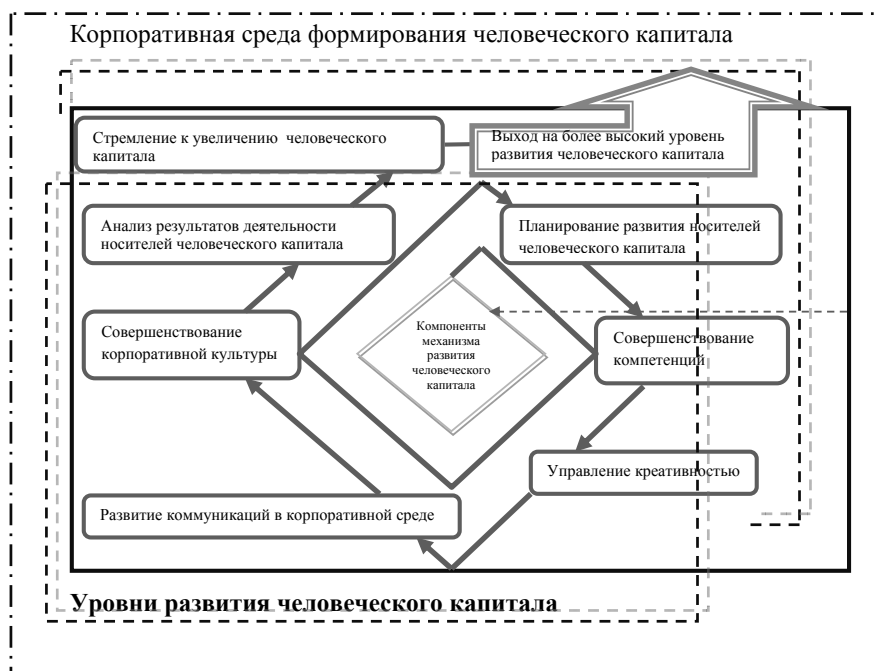 Корпоративная среда формирования человеческого капитала
Стремление к увеличению человеческого
капитала
Выход на более высокий уровень
развития человеческого капитала
Анализ результатов деятельности
носителей человеческого капитала
Планирование развития носителей
человеческого капитала
Совершенствование
корпоративной культуры
Компоненты
механизма
развития
человеческого
капитала
Совершенствование
компетенций
Управление креативностью
Развитие коммуникаций в корпоративной среде
Уровни развития человеческого капитала